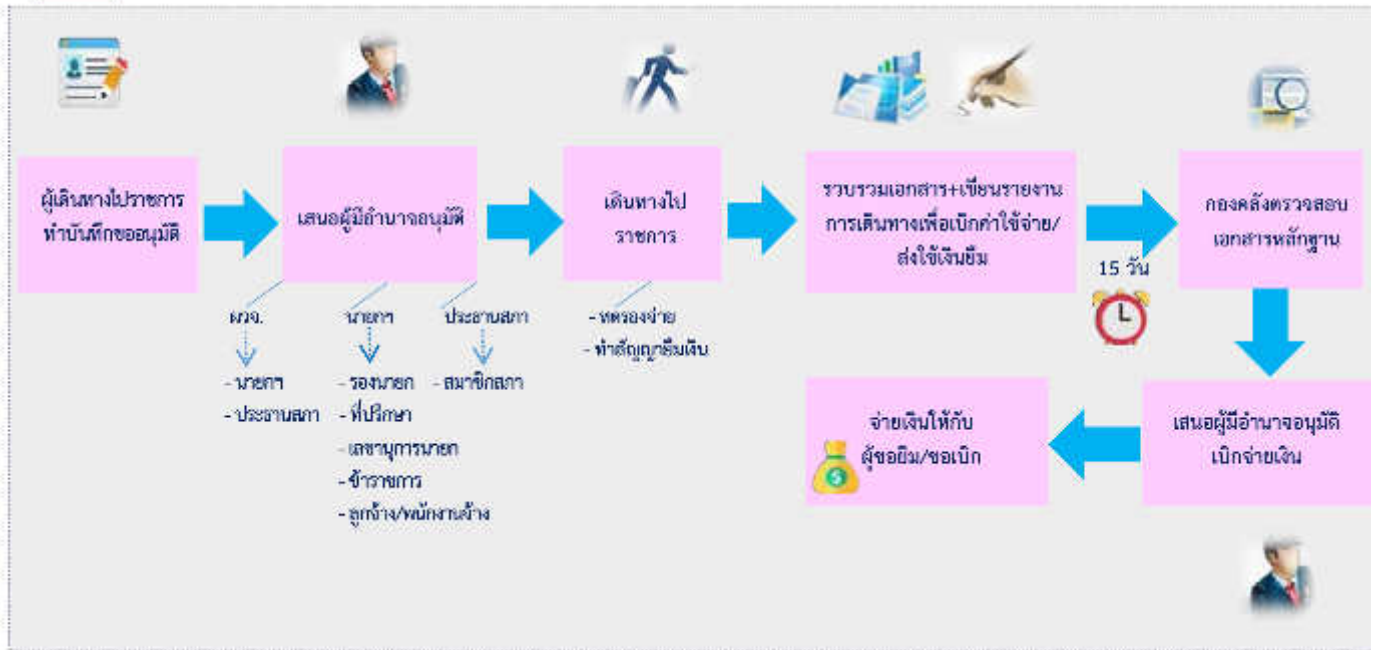 ผู้เดินทางไปราชการ
ทำบันทึกขออนุมัติ
เสนอผู้มีอำนาจอนุมัติ
เดินทางไป
ราชการ
รวบรวมเอกสาร+เขียนรายงาน
การเดินทางเพื่อเบิกค่าใช้จ่าย/
ส่งใช้เงินยืม
15 วัน
กองคลังตรวจสอบ
เอกสารหลักฐาน
ผวจ.
- นายกฯ
- ประธานสภา
นายกฯ
- รองนายก
- ที่ปรึกษา
- เลขานุการนายก
- ข้าราชการ
- ลูกจ้าง/พนักงานจ้าง
ประธานสภา
- สมาชิกสภา
- ทดรองจ่าย
- ทำสัญญายืมเงิน
เสนอผู้มีอำนาจอนุมัติ
เบิกจ่ายเงิน
จ่ายเงินให้กับ
ผู้ขอยืม/ขอเบิก